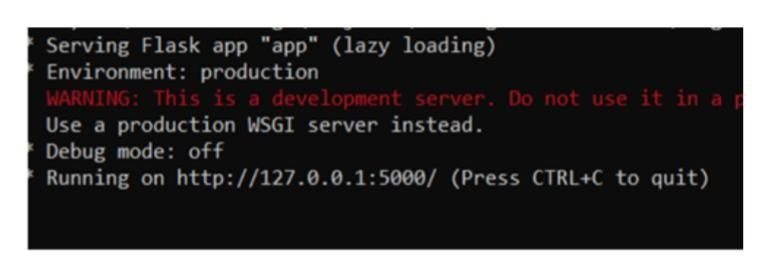 * Serving Flask app "app" (lazy loading)
* Environment: production
WARNING: This is a development server. Do not use it in a p
Use a production WSGI server instead.
* Debug mode: off
* Running on http://127.0.0.1:5000/ (Press CTRL+C to quit)